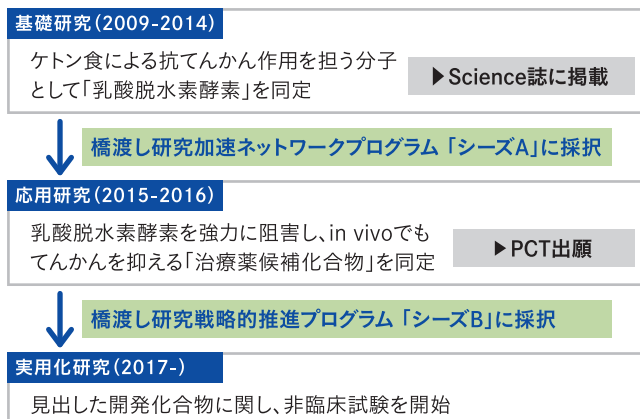 基礎研究(2009-2014)
ケトン食による抗てんかん作用を担う分子
として「乳酸脱水素酵素」を同定
▶Science誌に掲載
橋渡し研究加速ネットワークプログラム「シーズA」に採択
応用研究(2015-2016)
乳酸脱水素酵素を強力に阻害し、in vivoでも
てんかんを抑える「治療薬候補化合物」を同定
▶PCT出願
橋渡し研究戦略的推進プログラム「シーズB」に採択
実用化研究(2017-)
見出した開発化合物に関し、非臨床試験を開始